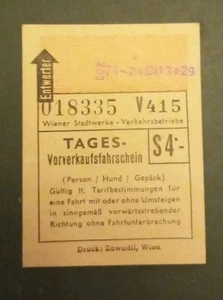 Entwerter
018335 V415
Wiener Stadtwerke - Verkehrsbetriebe
TAGES-
Vorverkaufsfahrschein
S4:-
(Person / Hund / Gepäck)
Gültig lt. Tarifbestimmungen für
eine Fahrt mit oder ohne Umsteigen
in sinngemäß vorwärtsstrebender
Richtung ohne Fahrtunterbrechung
Druck: Zawodil, Wien